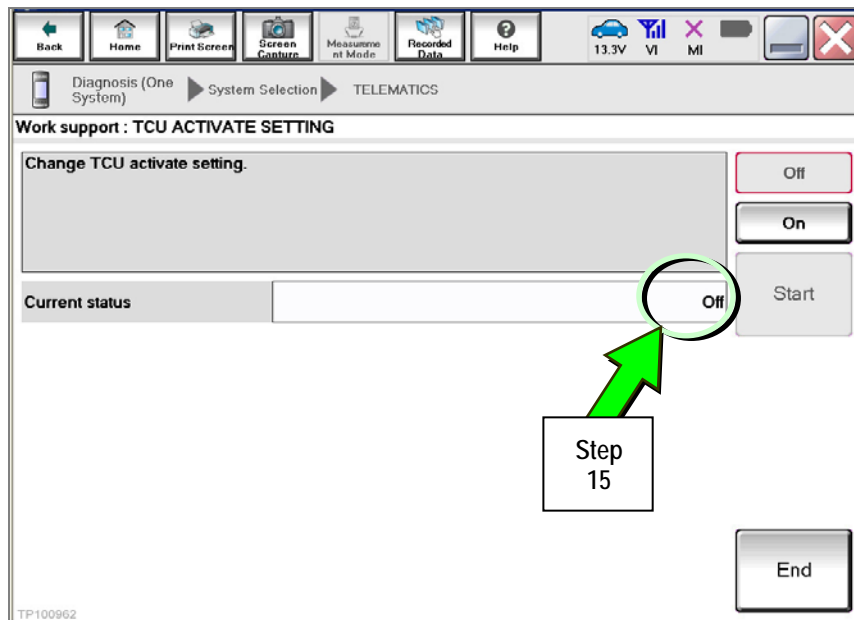 Back
Home
Print Screen
Screen
Capture
Measureme
nt Mode
Recorded
Data
Help
13.3V
VI
MI
Diagnosis (One
System)
System Selection
TELEMATICS
Work support : TCU ACTIVATE SETTING
Change TCU activate setting.
Off
On
Current status
Off
Start
Step
15
End
TP100962